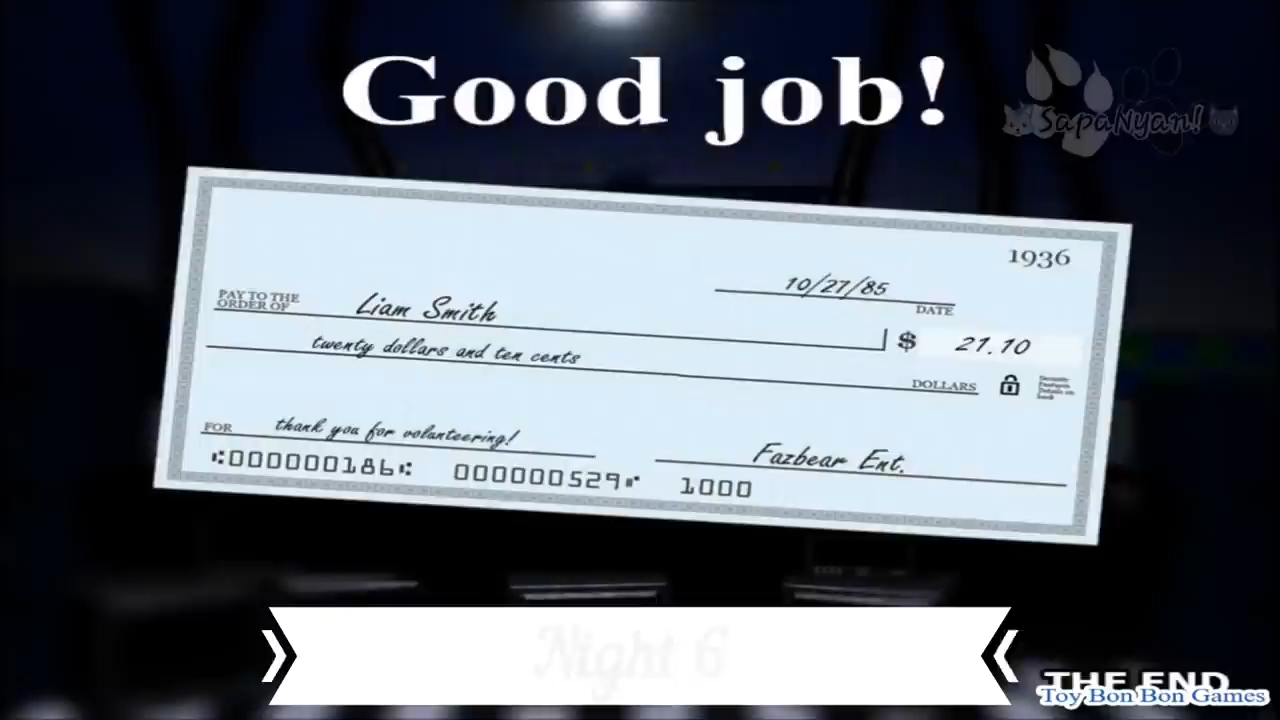 Good job!
SapaNyan!
1936
10/27/85
DATE
PAY TO THE
ORDER OF
Liam Smith
$ 21.10
twenty dollars and ten cents
DOLLARS
FOR
thank you for volunteering!
Fazbear Ent.
⑆000000186⑆ 000000529⑈ 1000
Night 6
THE END
Toy Bon Bon Games